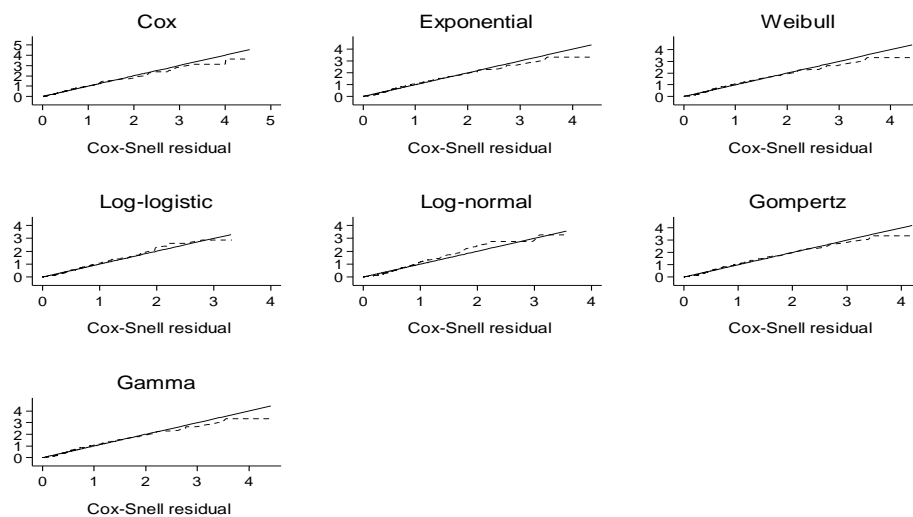 Cox
5
4
3
2
1
0
0 1 2 3 4 5
Cox-Snell residual
Exponential
4
3
2
1
0
0 1 2 3 4
Cox-Snell residual
Weibull
4
3
2
1
0
0 1 2 3 4
Cox-Snell residual
Log-logistic
4
3
2
1
0
0 1 2 3 4
Cox-Snell residual
Log-normal
4
3
2
1
0
0 1 2 3 4
Cox-Snell residual
Gompertz
4
3
2
1
0
0 1 2 3 4
Cox-Snell residual
Gamma
4
3
2
1
0
0 1 2 3 4
Cox-Snell residual